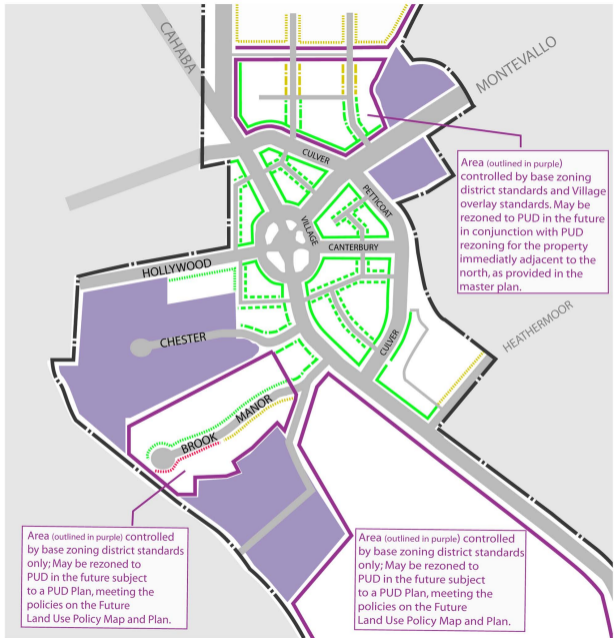 CAHABA
MONTEVALLO
CULVER
PETTICOAT
VILLAGE
CANTERBURY
HOLLYWOOD
HEATHERMOOR
CHESTER
CULVER
BROOK MANOR
Area (outlined in purple)
controlled by base zoning
district standards and Village
overlay standards. May be
rezoned to PUD in the future
in conjunction with PUD
rezoning for the property
immediatly adjacent to the
north, as provided in the
master plan.
Area (outlined in purple) controlled
by base zoning district standards
only; May be rezoned to
PUD in the future subject
to a PUD Plan, meeting the
policies on the Future
Land Use Policy Map and Plan.
Area (outlined in purple) controlled
by base zoning district standards
only; May be rezoned to
PUD in the future subject
to a PUD Plan, meeting the
policies on the Future
Land Use Policy Map and Plan.